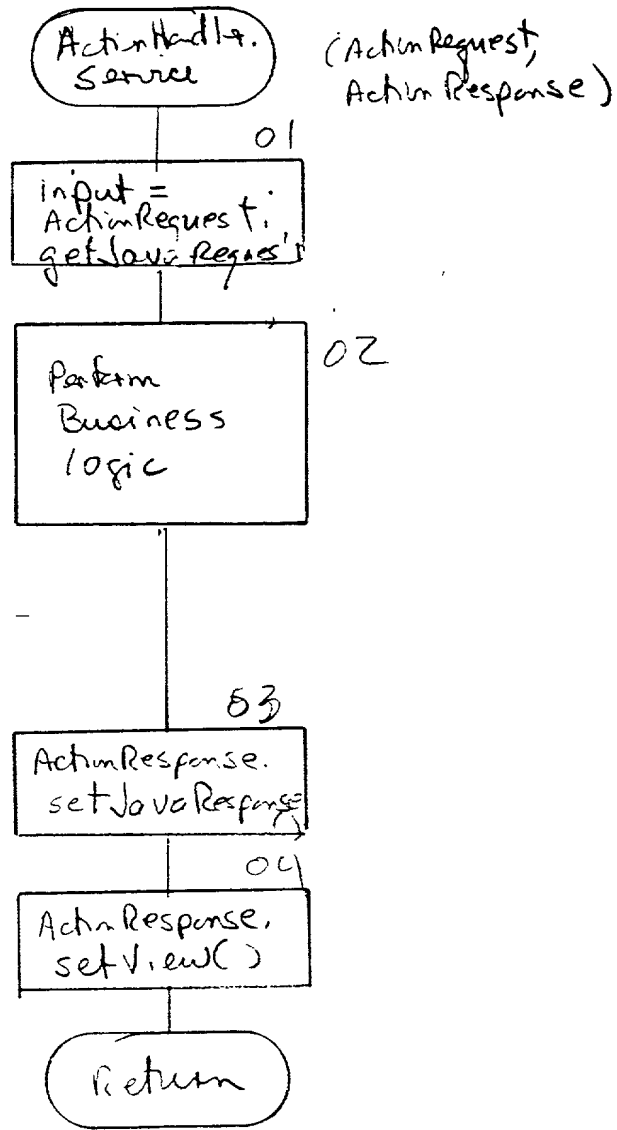 ActionHandler.
service
(ActionRequest,
ActionResponse)
01
input =
ActionRequest.
getJavaRequest
02
Perform
Business
logic
03
ActionResponse.
setJavaResponse
()
04
ActionResponse.
setView()
Return